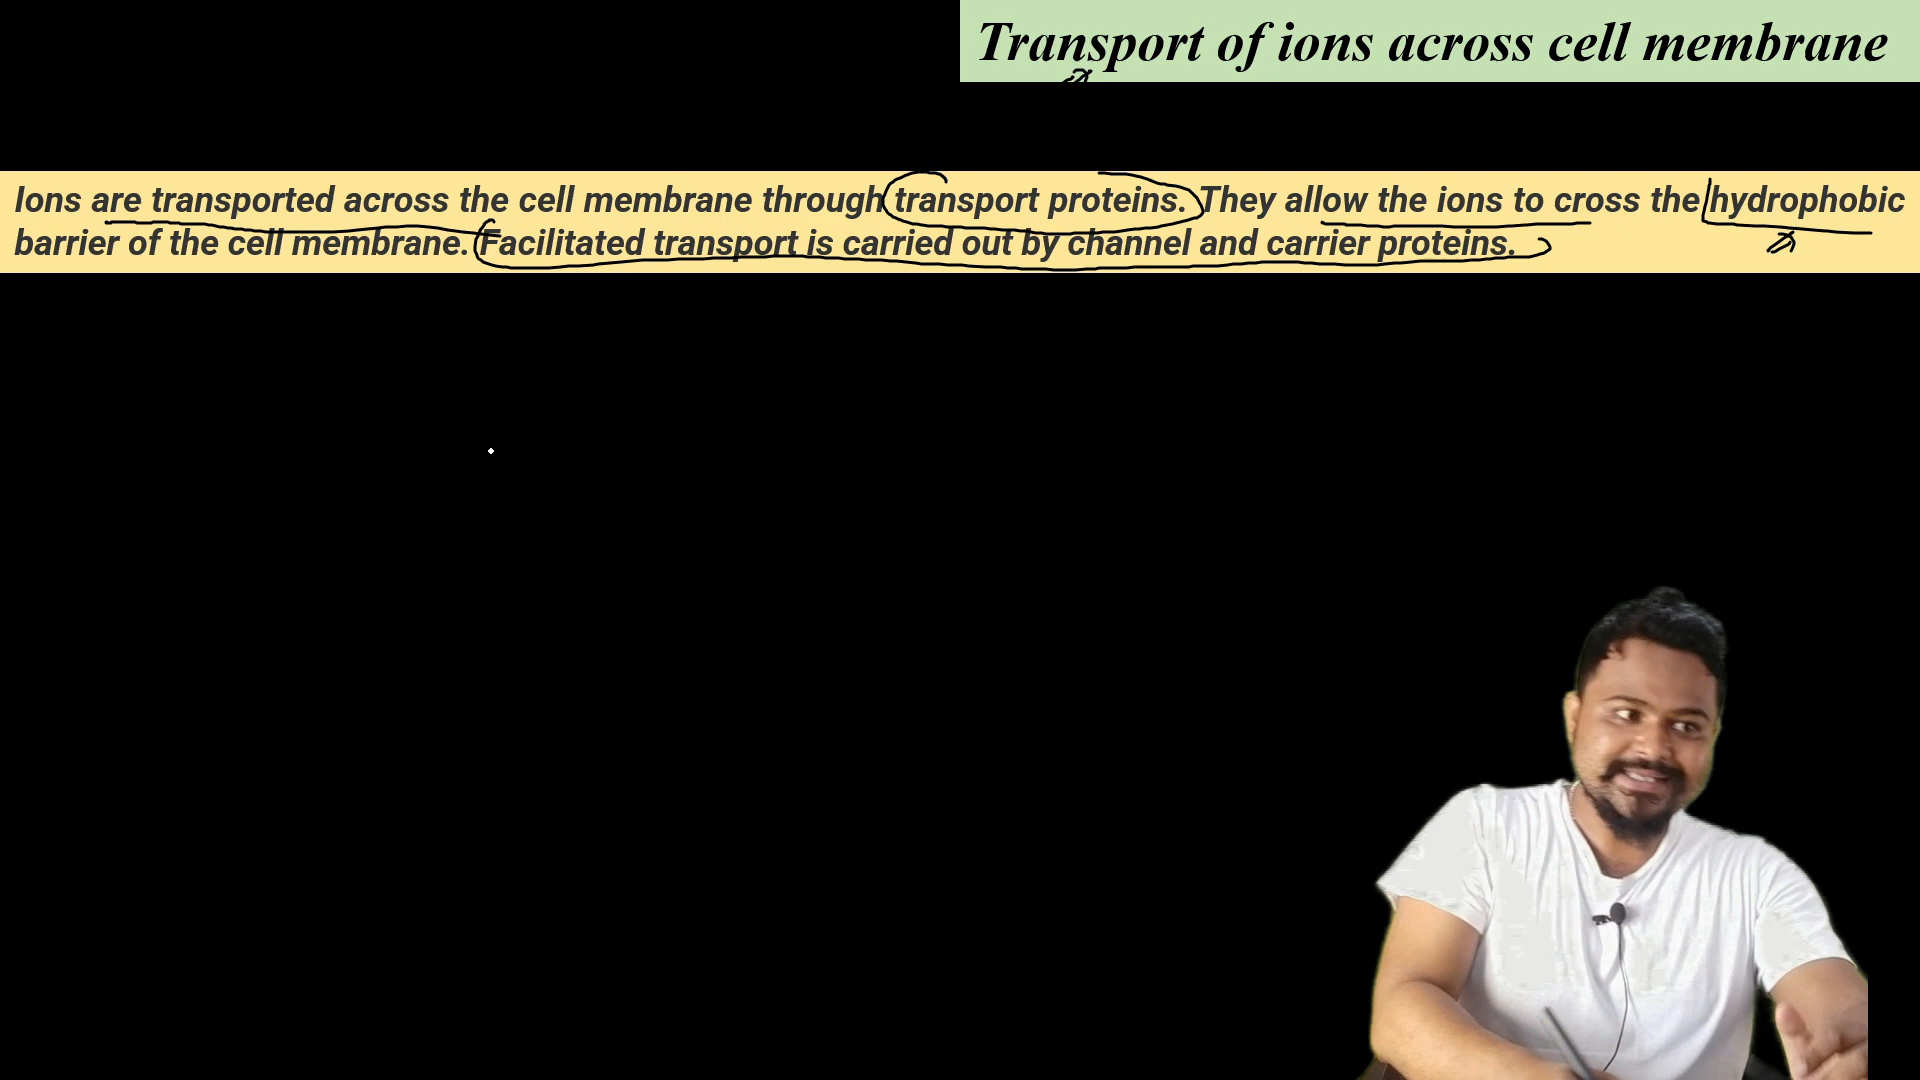 Transport of ions across cell membrane
Ions are transported across the cell membrane through transport proteins. They allow the ions to cross the hydrophobic
barrier of the cell membrane. Facilitated transport is carried out by channel and carrier proteins.